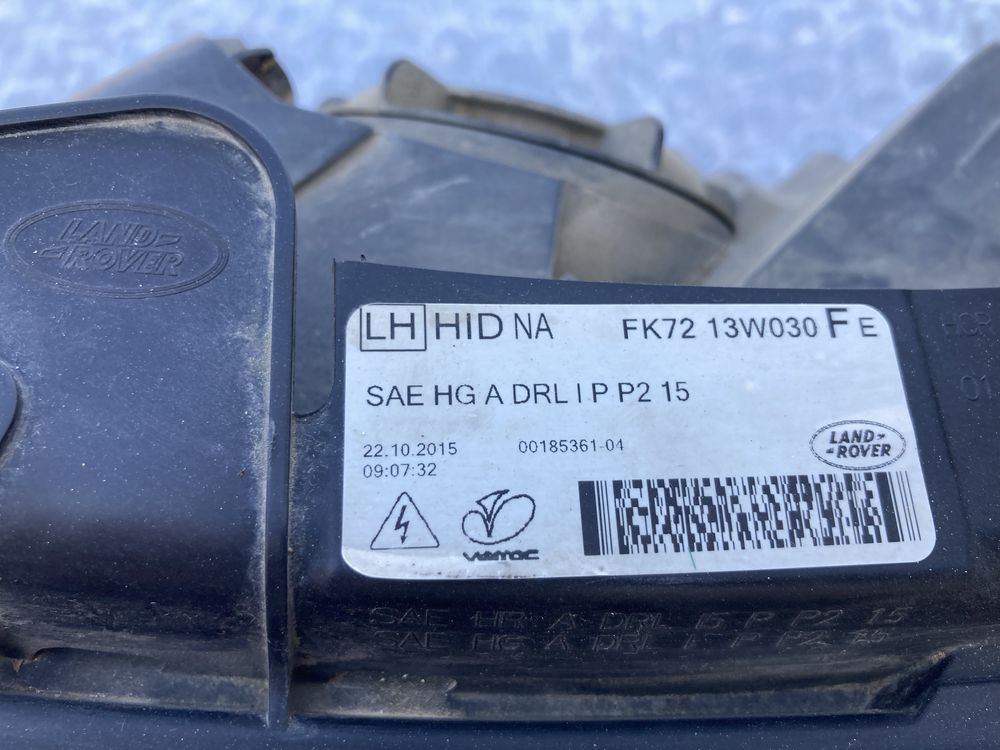 LAND
ROVER
LH HID NA FK72 13W030 F E
SAE HG A DRL I P P2 15
22.10.2015 00185361-04
09:07:32
LAND
ROVER
SAE HR A DRL I5 P P2 15
SAE HG A DRL I P P2